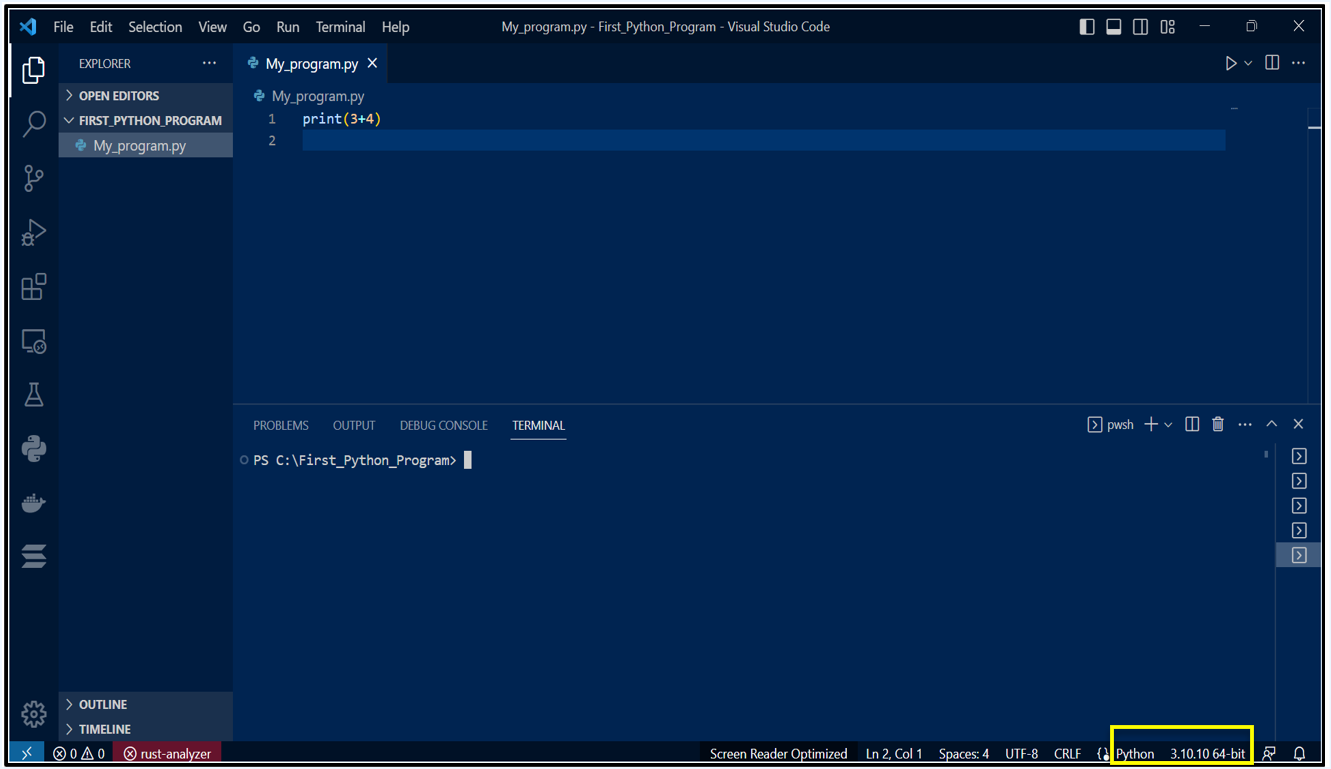 File Edit Selection View Go Run Terminal Help
My_program.py - First_Python_Program - Visual Studio Code
EXPLORER
OPEN EDITORS
FIRST_PYTHON_PROGRAM
My_program.py
My_program.py
My_program.py
1 print(3+4)
2
PROBLEMS OUTPUT DEBUG CONSOLE TERMINAL
pwsh
PS C:\First_Python_Program>
OUTLINE
TIMELINE
0 0 rust-analyzer
Screen Reader Optimized Ln 2, Col 1 Spaces: 4 UTF-8 CRLF Python 3.10.10 64-bit